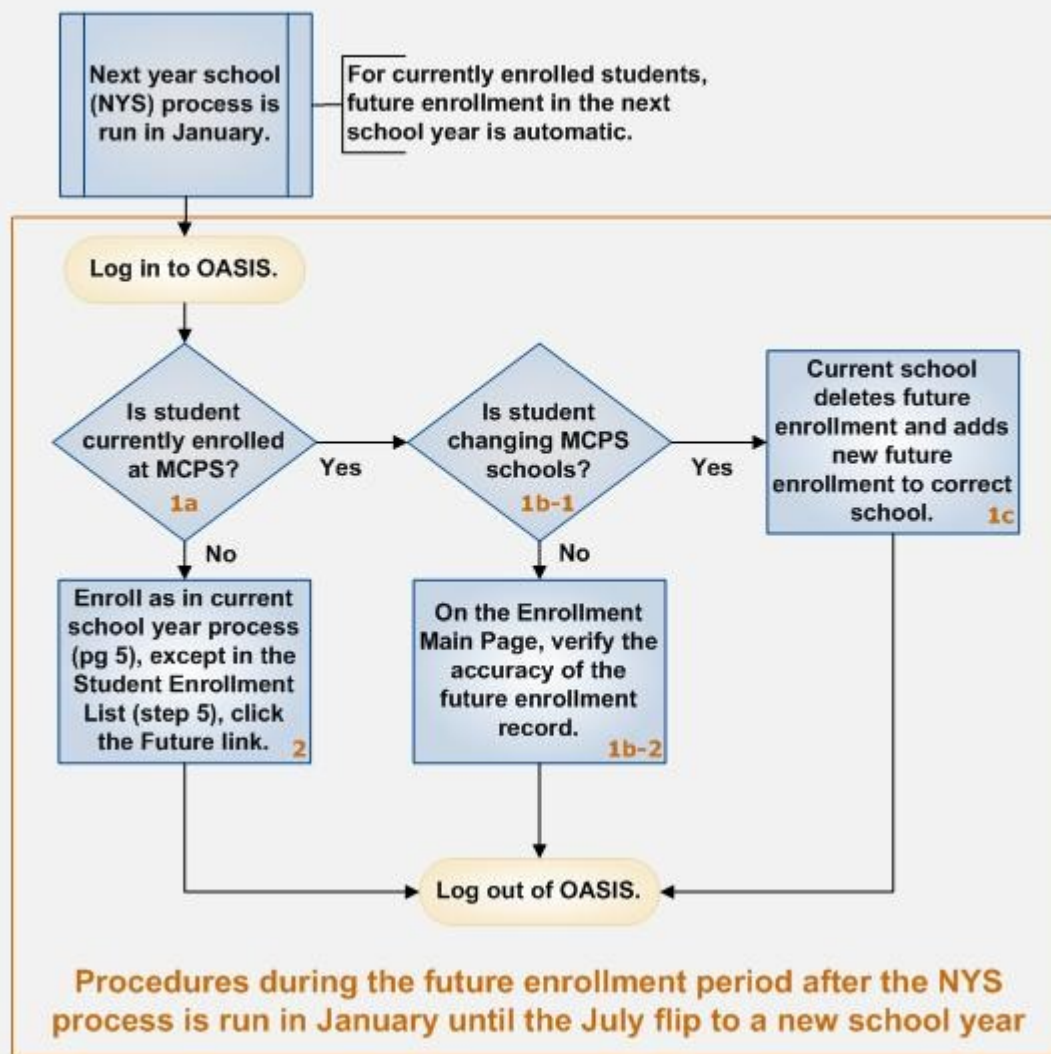 Next year school
(NYS) process is
run in January.
For currently enrolled students,
future enrollment in the next
school year is automatic.
Log in to OASIS.
Is student
currently enrolled
at MCPS?
1a
Yes
No
Is student
changing MCPS
schools?
1b-1
Yes
No
Current school
deletes future
enrollment and adds
new future
enrollment to correct
school.
1c
Enroll as in current
school year process
(pg 5), except in the
Student Enrollment
List (step 5), click
the Future link.
2
On the Enrollment
Main Page, verify the
accuracy of the
future enrollment
record.
1b-2
Log out of OASIS.
Procedures during the future enrollment period after the NYS
process is run in January until the July flip to a new school year